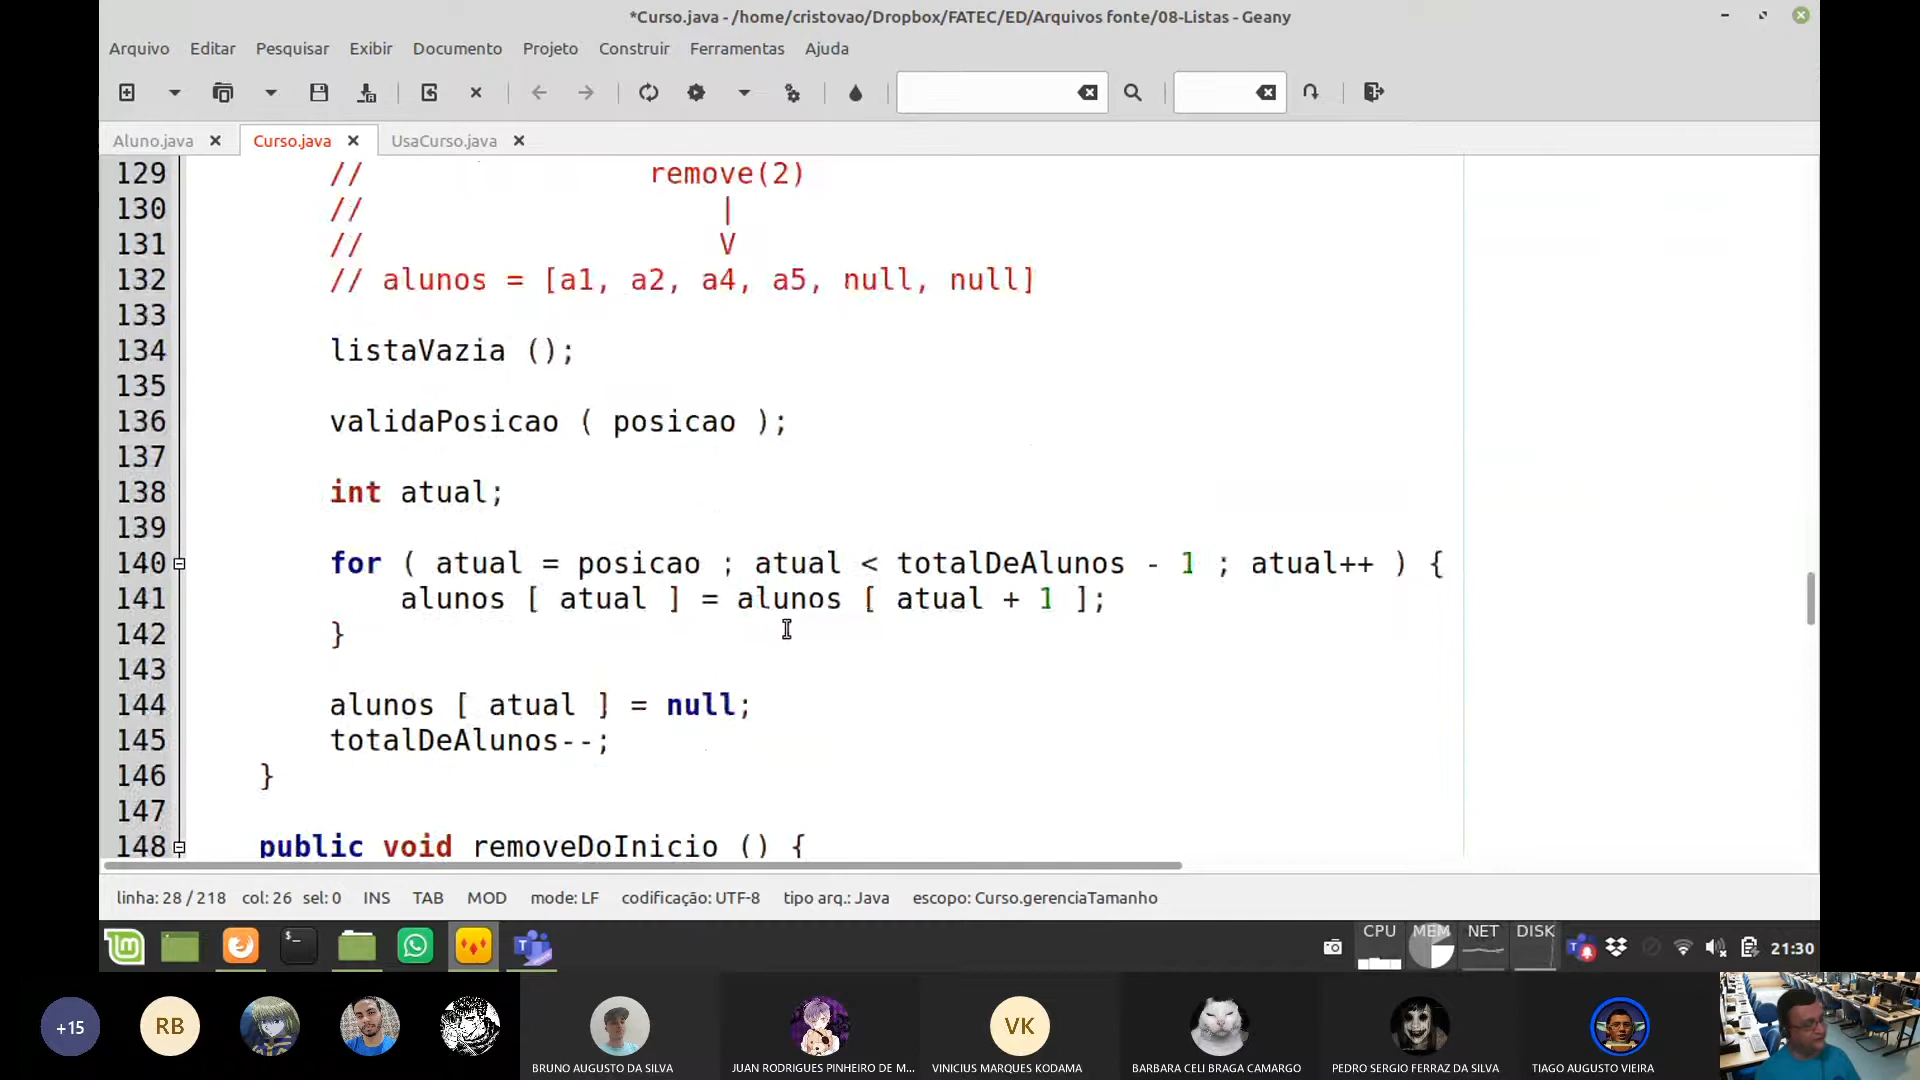 *Curso.java - /home/cristovao/Dropbox/FATEC/ED/Arquivos fonte/08-Listas - Geany
Arquivo Editar Pesquisar Exibir Documento Projeto Construir Ferramentas Ajuda
Aluno.java Curso.java UsaCurso.java
129 // remove(2)
130 // |
131 // V
132 // alunos = [a1, a2, a4, a5, null, null]
133
134 listaVazia ();
135
136 validaPosicao ( posicao );
137
138 int atual;
139
140 for ( atual = posicao ; atual < totalDeAlunos - 1 ; atual++ ) {
141 alunos [ atual ] = alunos [ atual + 1 ];
142 }
143
144 alunos [ atual ] = null;
145 totalDeAlunos--;
146 }
147
148 public void removeDoInicio () {
linha: 28 / 218 col: 26 sel: 0 INS TAB MOD mode: LF codificação: UTF-8 tipo arq.: Java escopo: Curso.gerenciaTamanho
CPU MEM NET DISK 21:30
+15 RB VK
BRUNO AUGUSTO DA SILVA JUAN RODRIGUES PINHEIRO DE M... VINICIUS MARQUES KODAMA BARBARA CELI BRAGA CAMARGO PEDRO SERGIO FERRAZ DA SILVA TIAGO AUGUSTO VIEIRA